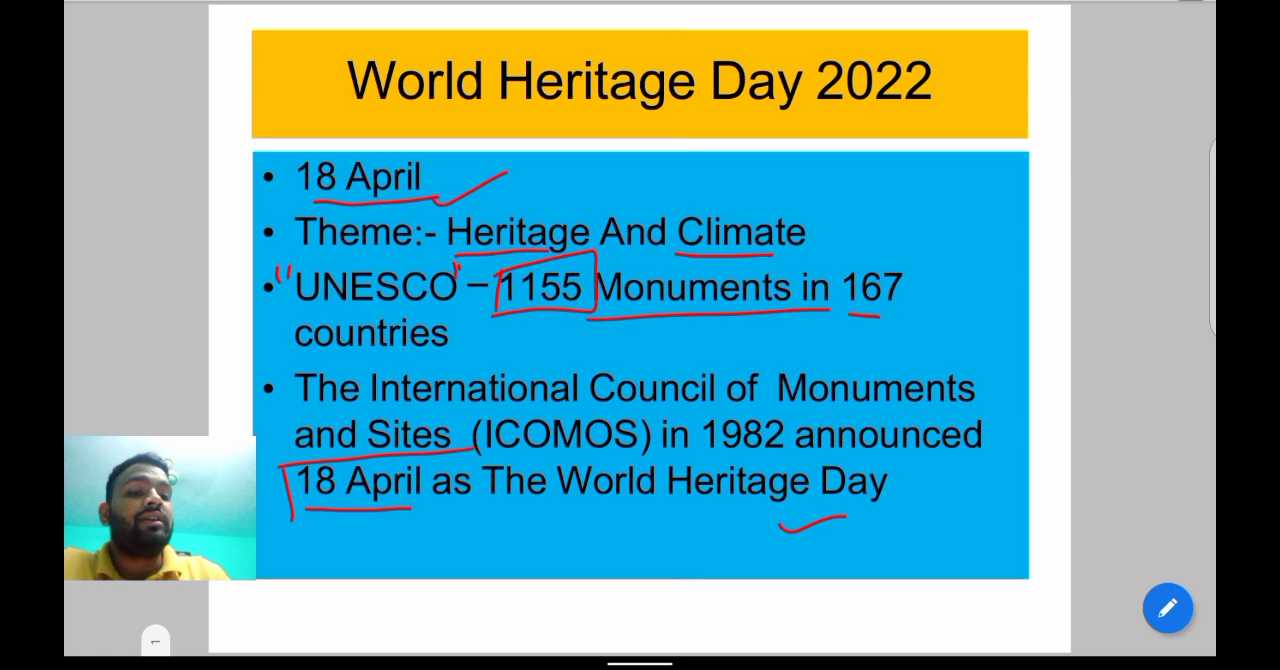 World Heritage Day 2022
• 18 April
• Theme:- Heritage And Climate
• "UNESCO" – 1155 Monuments in 167
countries
• The International Council of Monuments
and Sites (ICOMOS) in 1982 announced
18 April as The World Heritage Day
1